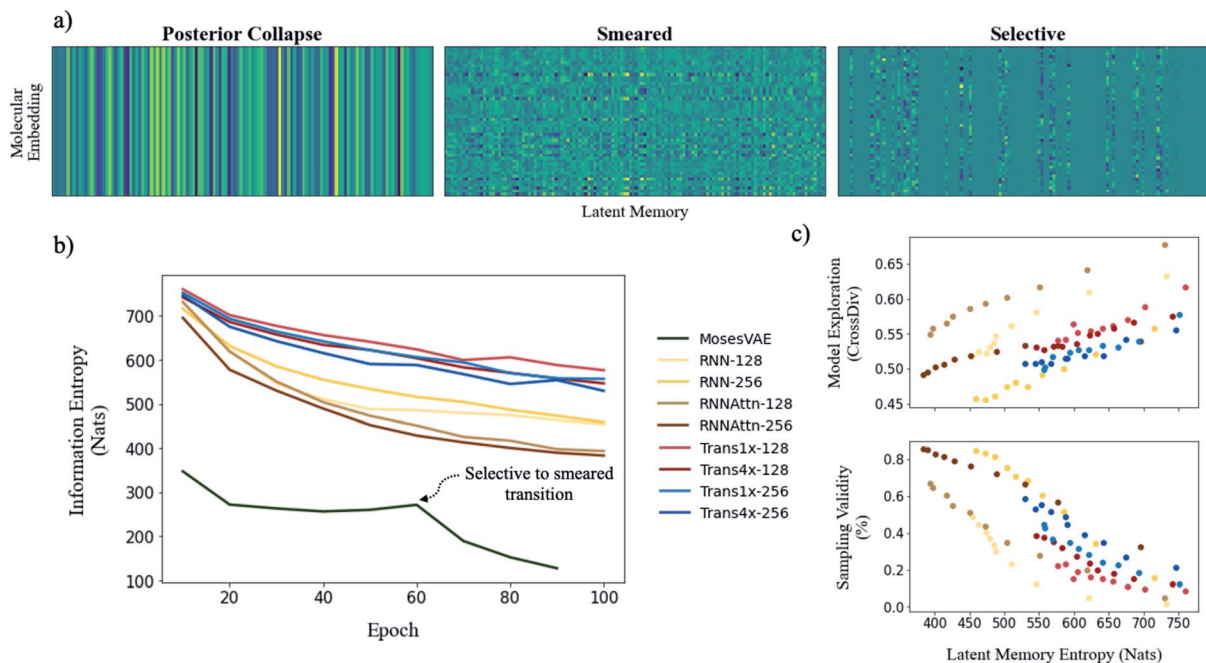 a)
Posterior Collapse
Smeared
Selective
Molecular
Embedding
Latent Memory
b)
Information Entropy
(Nats)
700
600
500
400
300
200
100
20
40
60
80
100
Epoch
Selective to smeared
transition
MosesVAE
RNN-128
RNN-256
RNNAttn-128
RNNAttn-256
Trans1x-128
Trans4x-128
Trans1x-256
Trans4x-256
c)
Model Exploration
(CrossDiv)
0.65
0.60
0.55
0.50
0.45
Sampling Validity
(%)
0.8
0.6
0.4
0.2
0.0
400
450
500
550
600
650
700
750
Latent Memory Entropy (Nats)